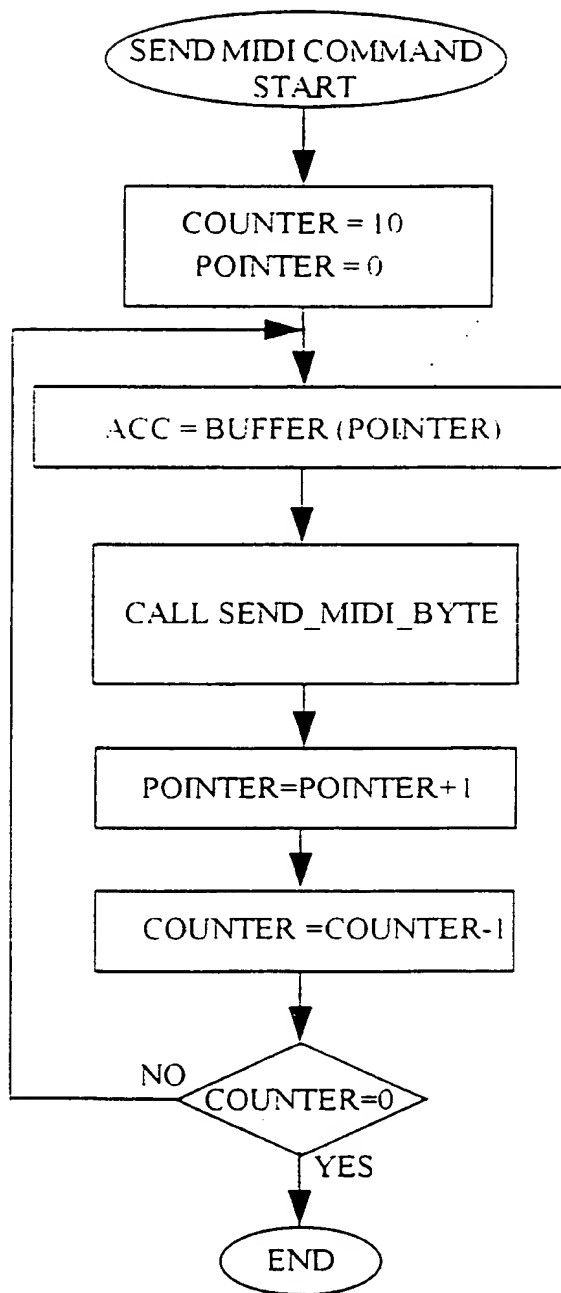 SEND MIDI COMMAND
START
COUNTER = 10
POINTER = 0
ACC = BUFFER (POINTER)
CALL SEND_MIDI_BYTE
POINTER=POINTER+1
COUNTER =COUNTER-1
NO
COUNTER=0
YES
END